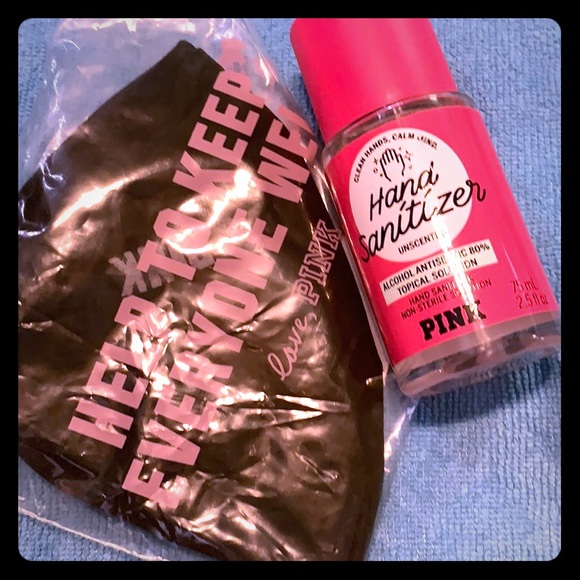 HELP TO KEEP
EVERYONE WE
love, PINK
CLEAN HANDS, CALM MIND.
Hand
Sanitizer
UNSCENTED
ALCOHOL ANTISEPTIC 80%
TOPICAL SOLUTION
HAND SANITIZER
NON-STERILE SOLUTION
75 mL
2.5 fl oz
PINK